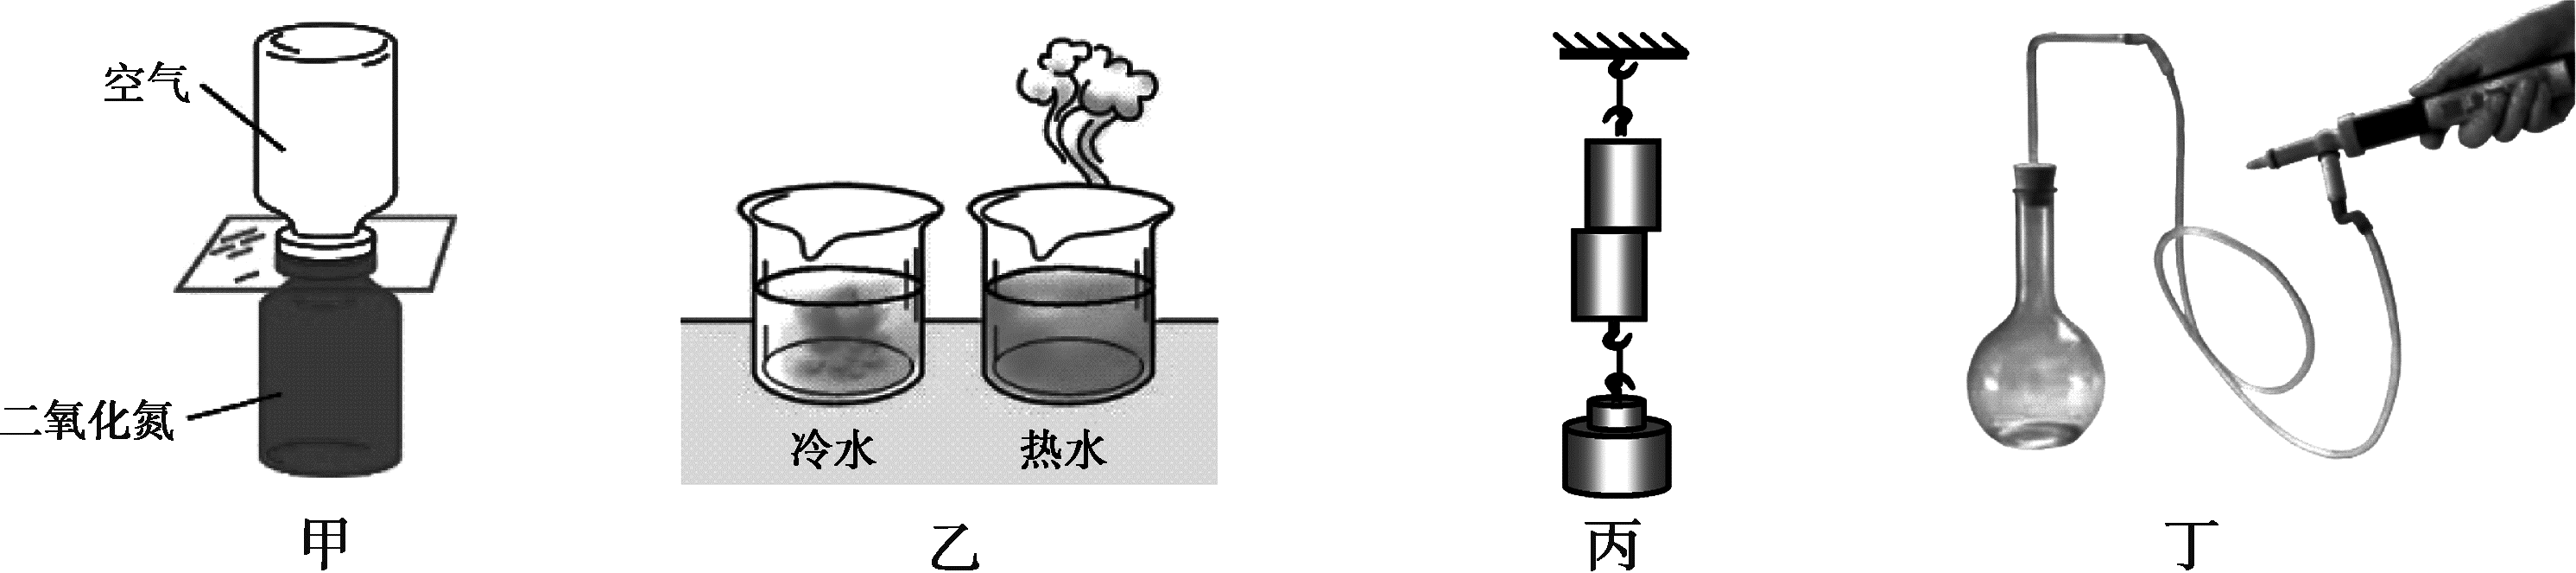 空气
二氧化氮
甲
冷水
热水
乙
丙
丁